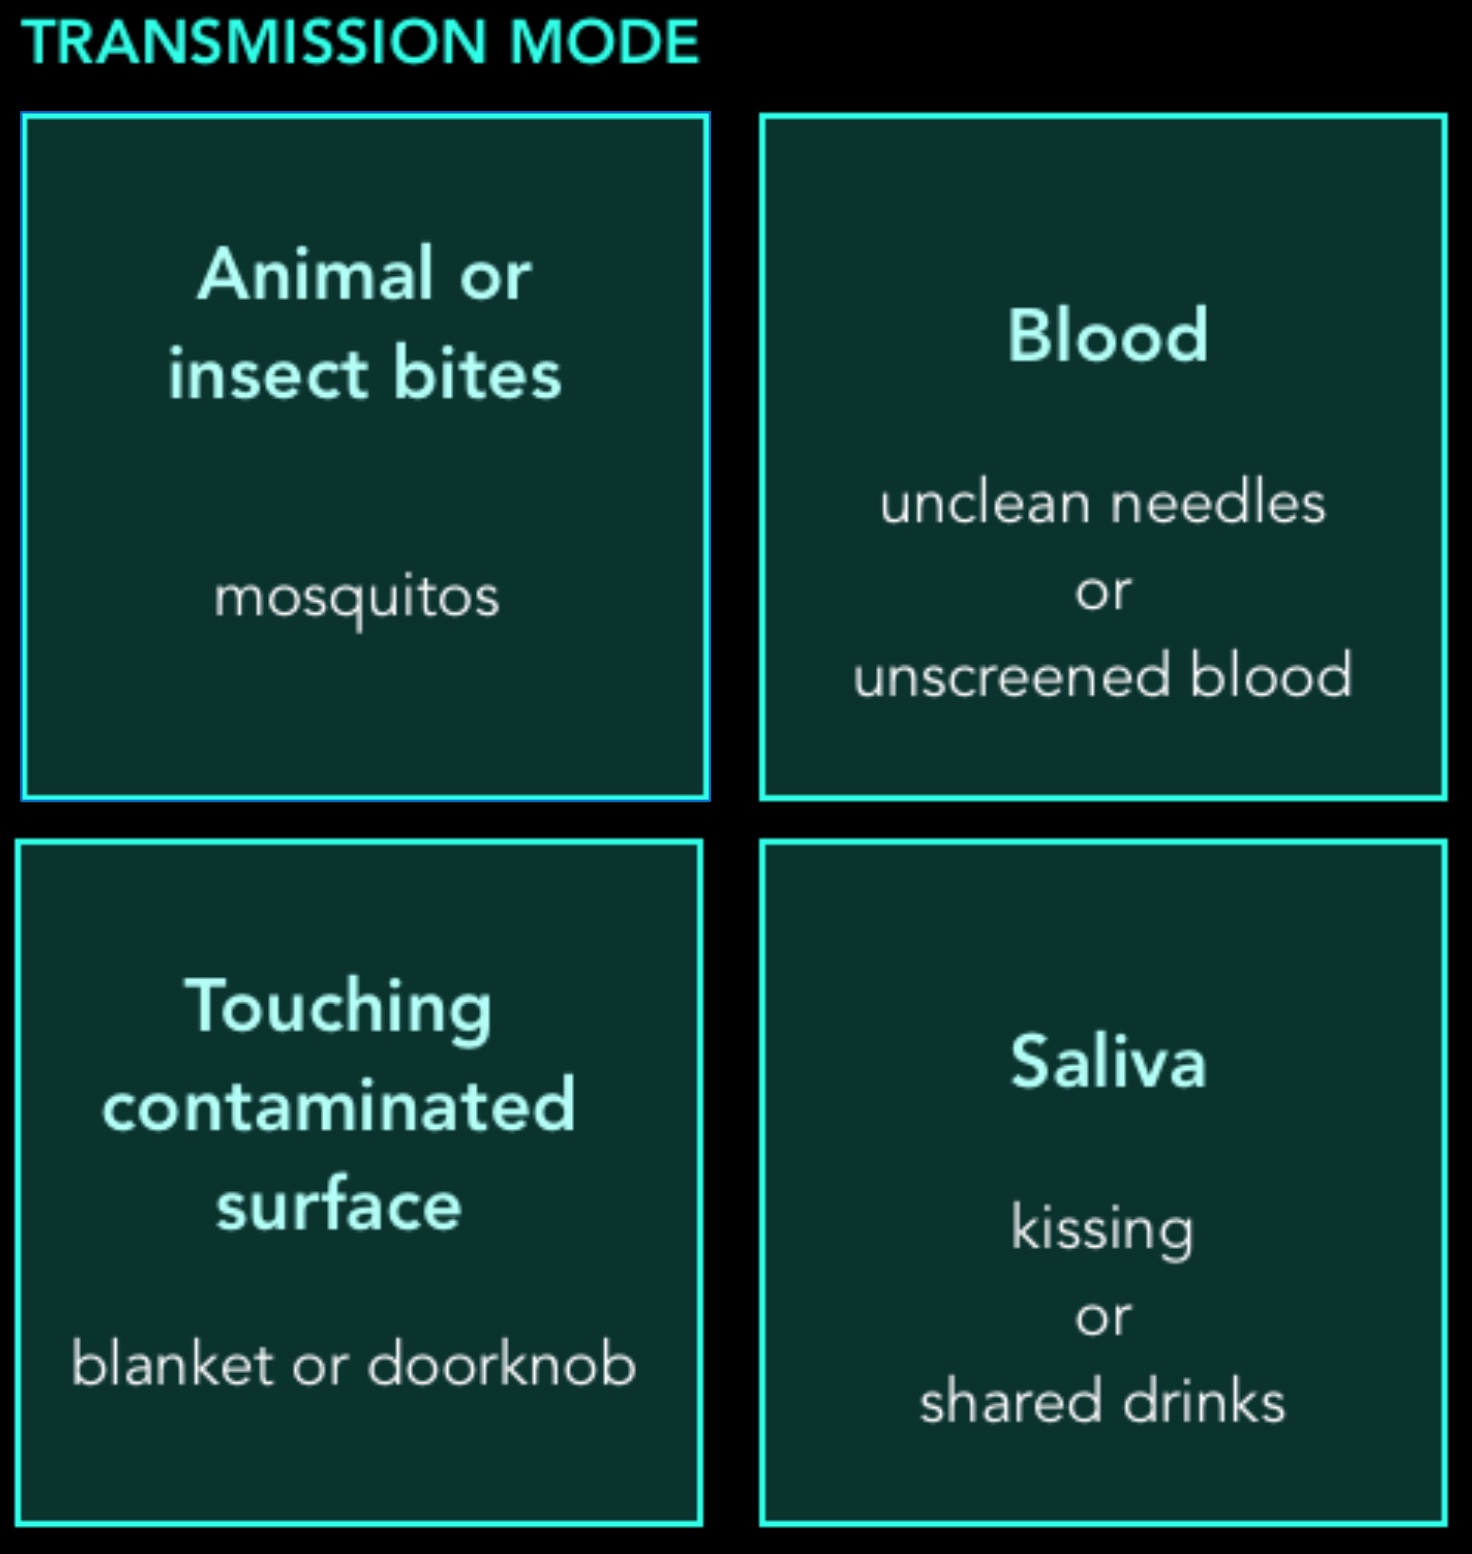 TRANSMISSION MODE
Animal or
insect bites
mosquitos
Blood
unclean needles
or
unscreened blood
Touching
contaminated
surface
blanket or doorknob
Saliva
kissing
or
shared drinks